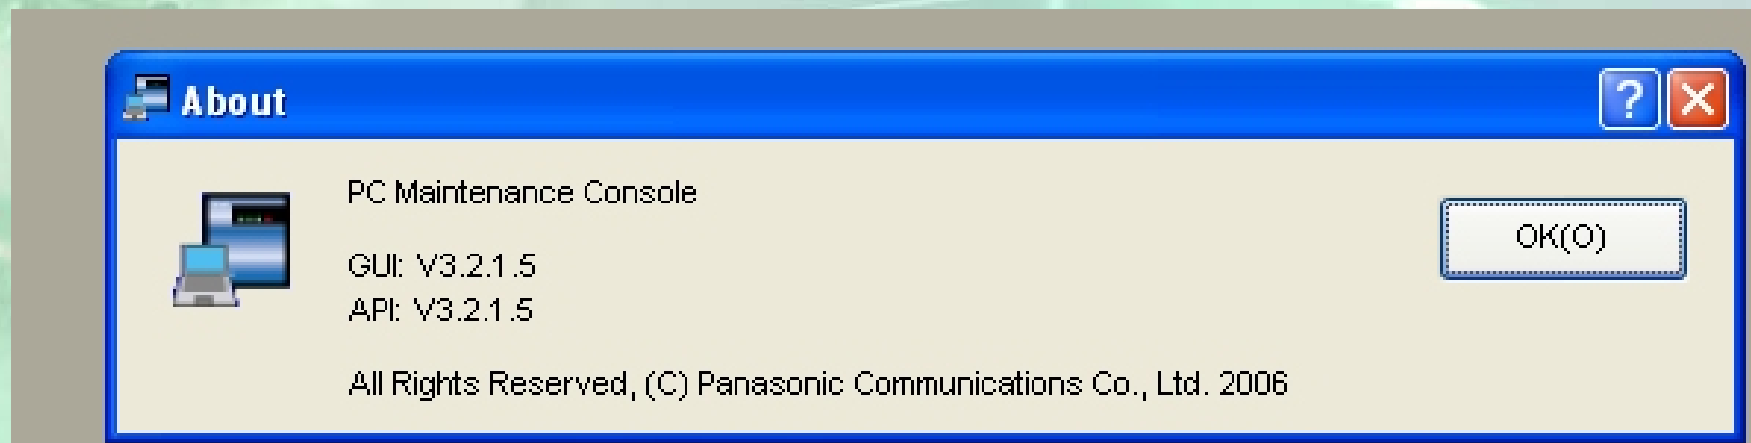 About
PC Maintenance Console
OK(O)
GUI: V3.2.1.5
API: V3.2.1.5
All Rights Reserved, (C) Panasonic Communications Co., Ltd. 2006